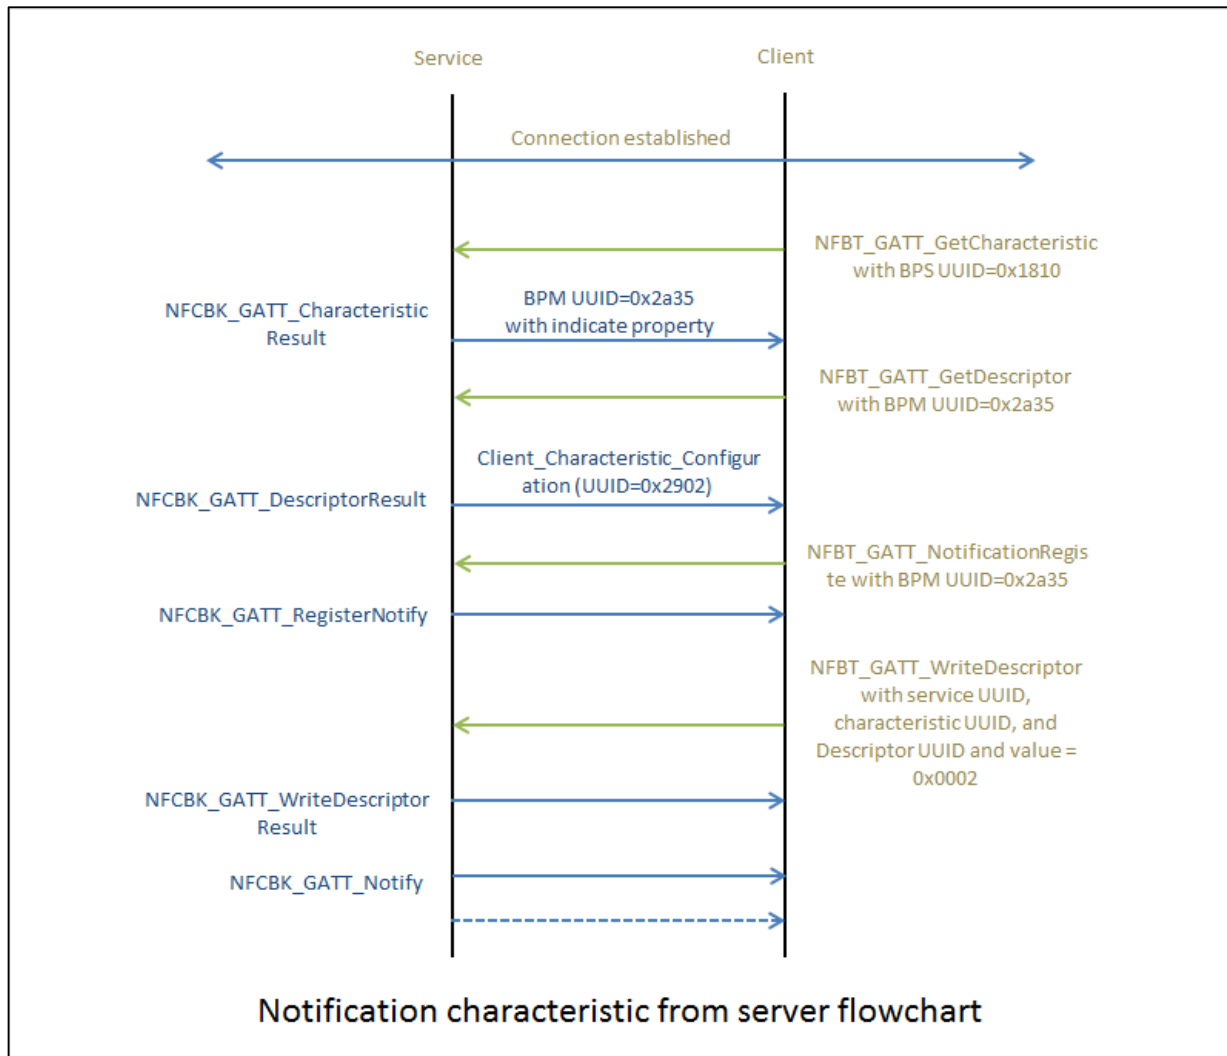 Service
Client
Connection established
NFBT_GATT_GetCharacteristic
with BPS UUID=0x1810
NFCBK_GATT_Characteristic
Result
BPM UUID=0x2a35
with indicate property
NFBT_GATT_GetDescriptor
with BPM UUID=0x2a35
Client_Characteristic_Configur
ation (UUID=0x2902)
NFCBK_GATT_DescriptorResult
NFBT_GATT_NotificationRegis
te with BPM UUID=0x2a35
NFCBK_GATT_RegisterNotify
NFBT_GATT_WriteDescriptor
with service UUID,
characteristic UUID, and
Descriptor UUID and value =
0x0002
NFCBK_GATT_WriteDescriptor
Result
NFCBK_GATT_Notify
Notification characteristic from server flowchart